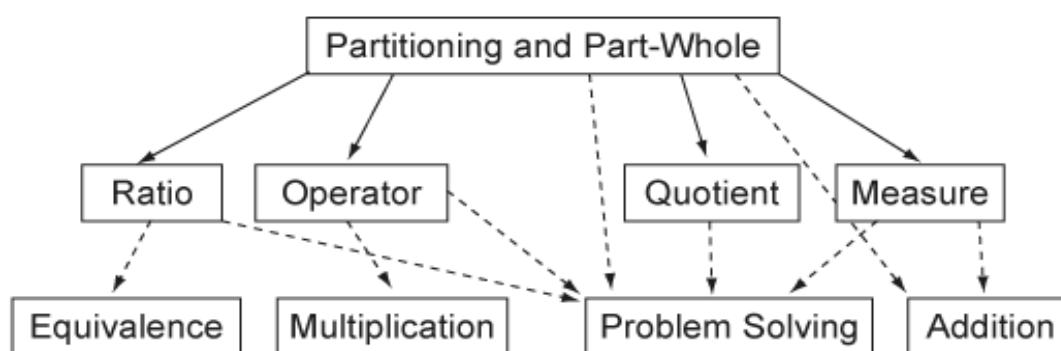 Partitioning and Part-Whole
Ratio
Operator
Quotient
Measure
Equivalence
Multiplication
Problem Solving
Addition